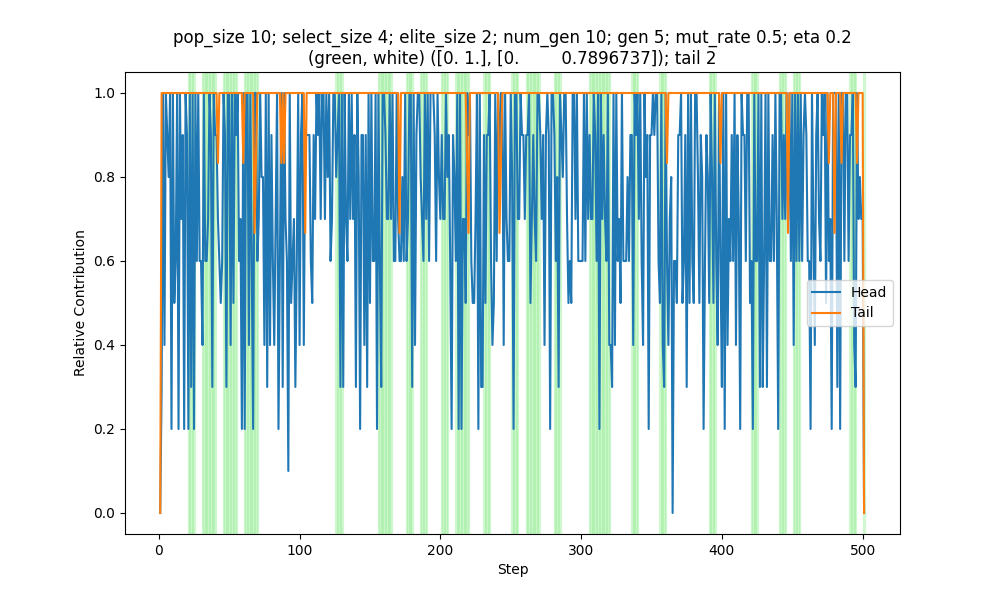 pop_size 10; select_size 4; elite_size 2; num_gen 10; gen 5; mut_rate 0.5; eta 0.2
(green, white) ([0. 1.], [0.        0.7896737]); tail 2
1.0
0.8
0.6
0.4
0.2
0.0
Relative Contribution
Head
Tail
0
100
200
300
400
500
Step